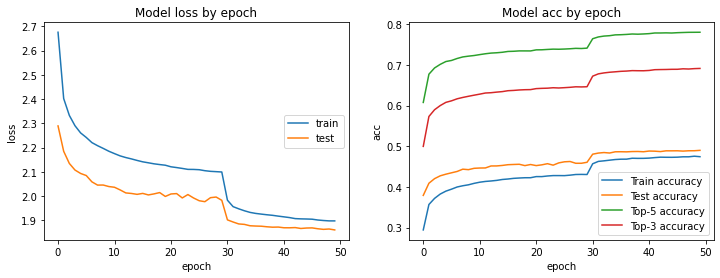 Model loss by epoch
2.7
2.6
2.5
2.4
2.3
2.2
2.1
2.0
1.9
loss
train
test
0
10
20
30
40
50
epoch
Model acc by epoch
0.8
0.7
0.6
0.5
0.4
0.3
acc
Train accuracy
Test accuracy
Top-5 accuracy
Top-3 accuracy
0
10
20
30
40
50
epoch